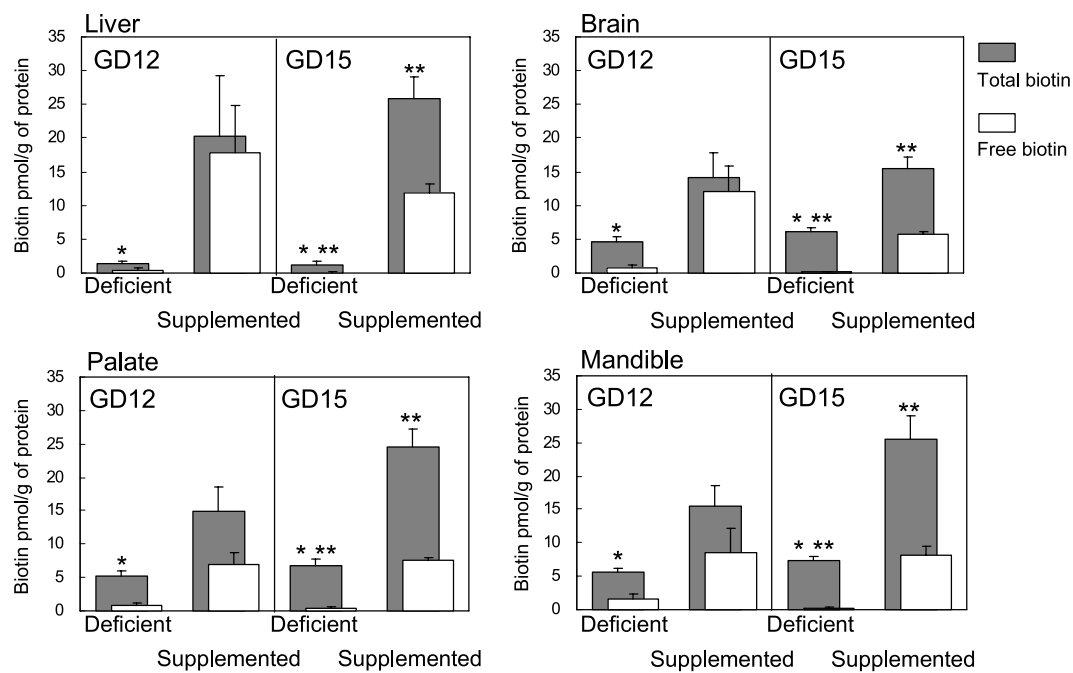 Liver
Biotin pmol/g of protein
35
30
25
20
15
10
5
0
GD12
GD15
*
* **
**
Deficient
Supplemented
Deficient
Supplemented
Brain
Biotin pmol/g of protein
35
30
25
20
15
10
5
0
GD12
GD15
*
* **
**
Deficient
Supplemented
Deficient
Supplemented
Total biotin
Free biotin
Palate
Biotin pmol/g of protein
35
30
25
20
15
10
5
0
GD12
GD15
*
* **
**
Deficient
Supplemented
Deficient
Supplemented
Mandible
Biotin pmol/g of protein
35
30
25
20
15
10
5
0
GD12
GD15
*
* **
**
Deficient
Supplemented
Deficient
Supplemented